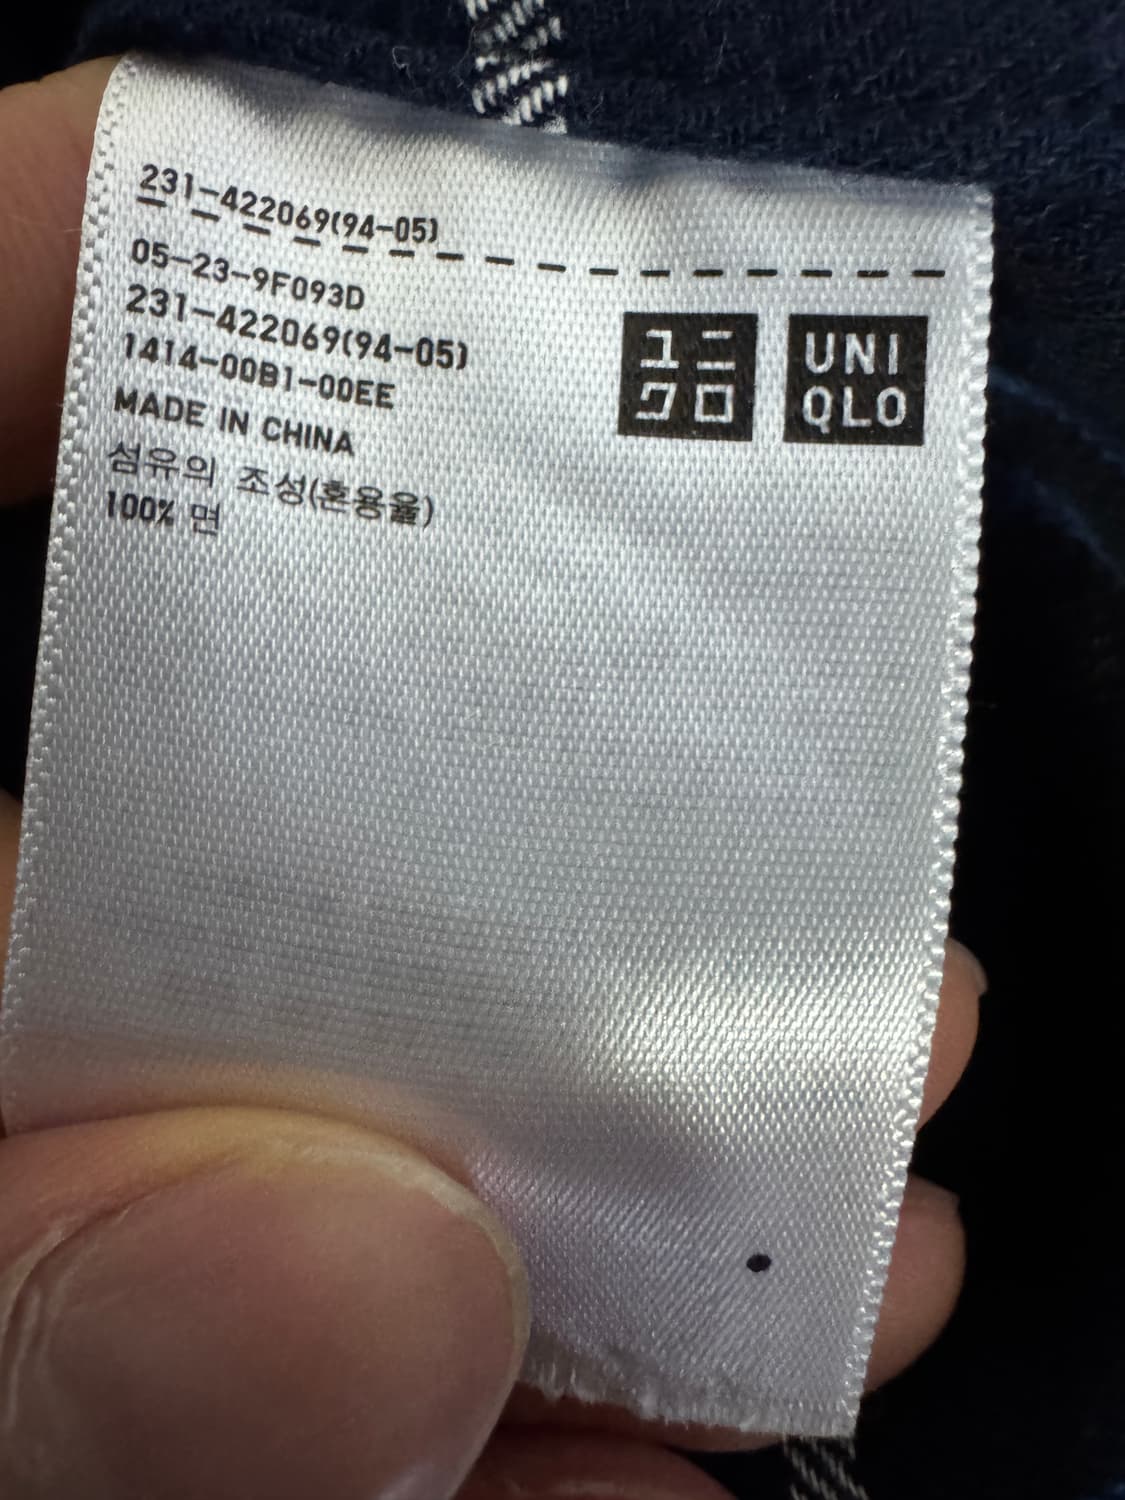 231-422069(94-05)
05-23-9F093D
231-422069(94-05)
1414-00B1-00EE
MADE IN CHINA
섬유의 조성(혼용율)
100% 면
ユニ
クロ
UNI
QLO